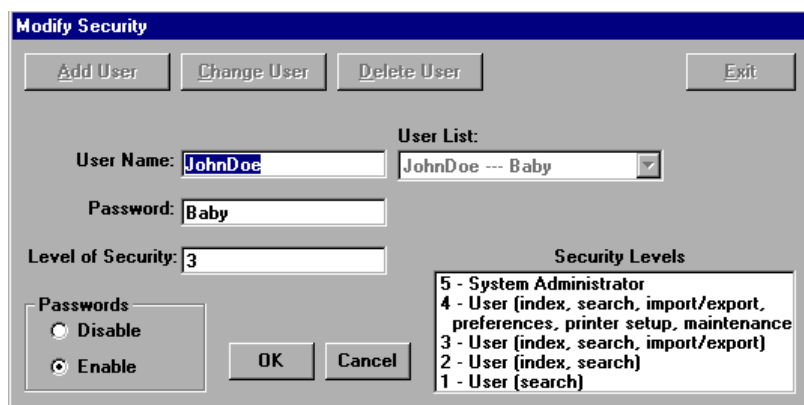 Modify Security
Add User Change User Delete User Exit
User List:
User Name: JohnDoe JohnDoe --- Baby
Password: Baby
Level of Security: 3
Security Levels
5 - System Administrator
4 - User (index, search, import/export,
preferences, printer setup, maintenance
3 - User (index, search, import/export)
2 - User (index, search)
1 - User (search)
Passwords
Disable
Enable
OK Cancel